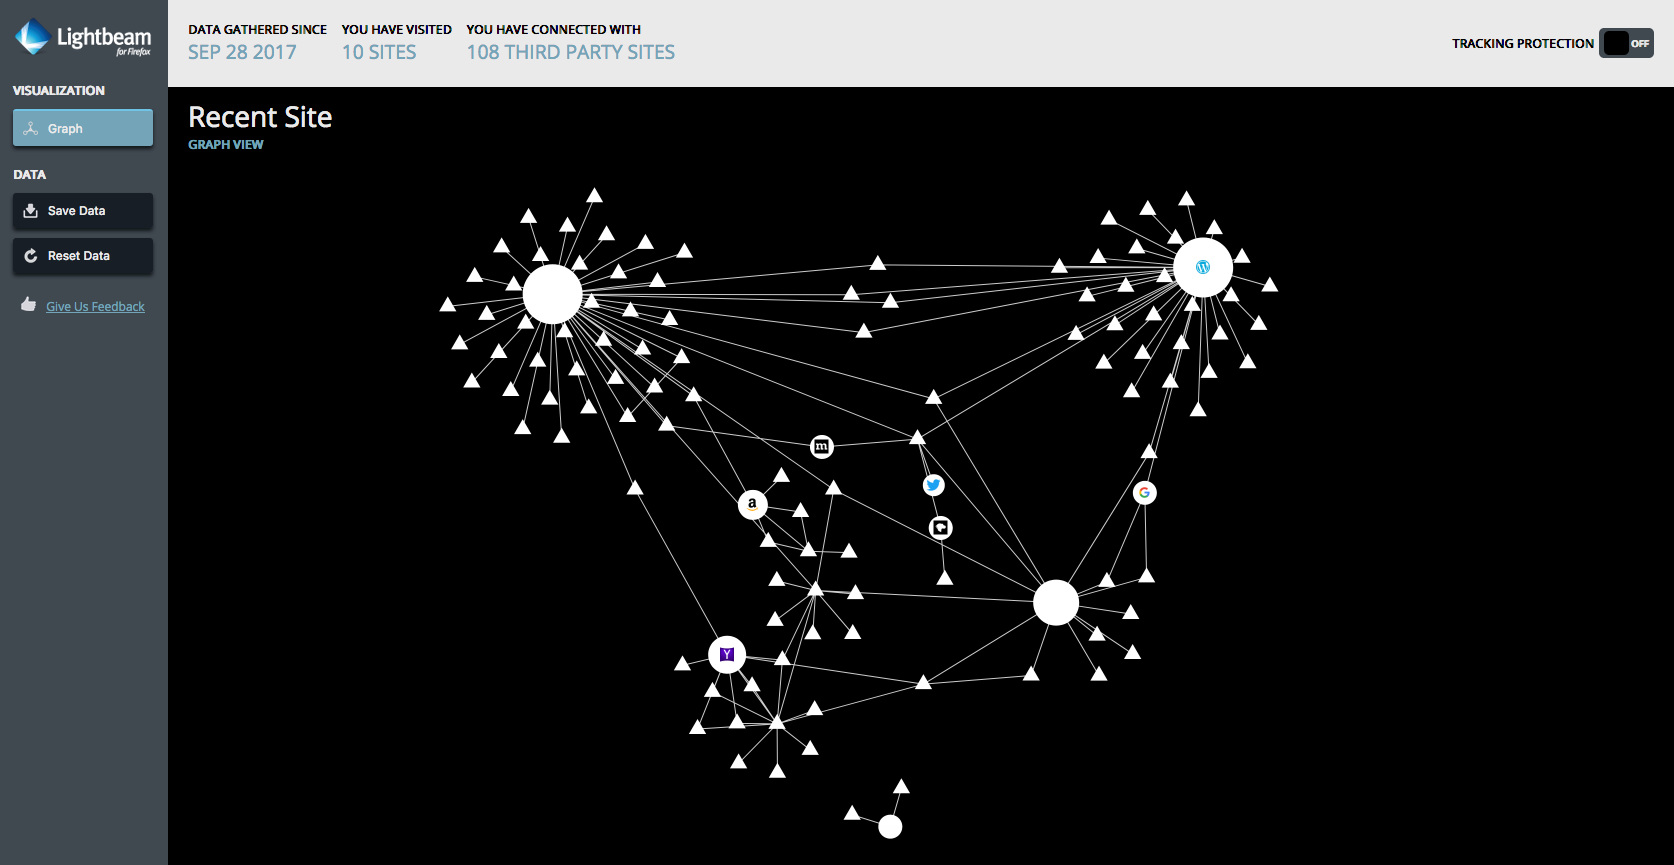 Lightbeam
for Firefox
VISUALIZATION
Graph
DATA
Save Data
Reset Data
Give Us Feedback
DATA GATHERED SINCE
SEP 28 2017
YOU HAVE VISITED
10 SITES
YOU HAVE CONNECTED WITH
108 THIRD PARTY SITES
TRACKING PROTECTION
OFF
Recent Site
GRAPH VIEW
m
a
G
Y